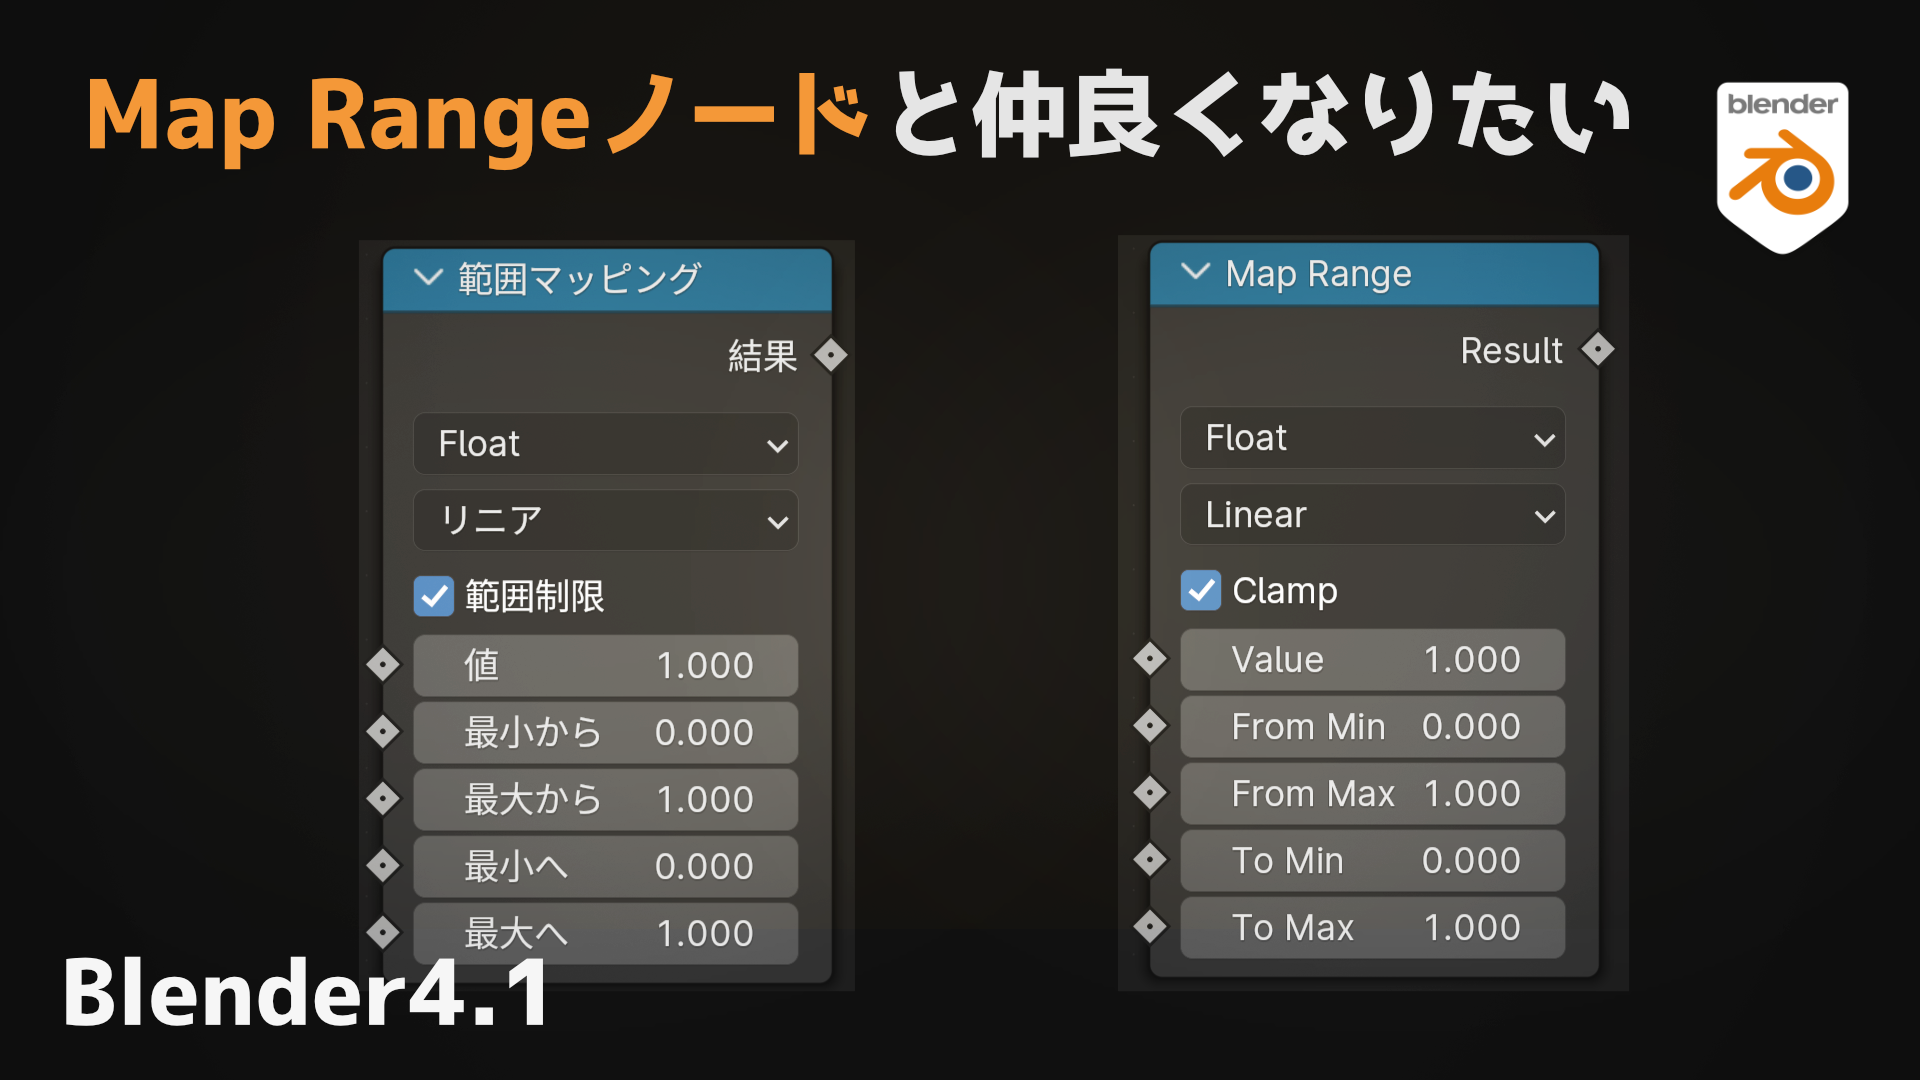 Map Rangeノードと仲良くなりたい
blender
範囲マッピング
結果
Float
リニア
範囲制限
値 1.000
最小から 0.000
最大から 1.000
最小へ 0.000
最大へ 1.000
Map Range
Result
Float
Linear
Clamp
Value 1.000
From Min 0.000
From Max 1.000
To Min 0.000
To Max 1.000
Blender4.1